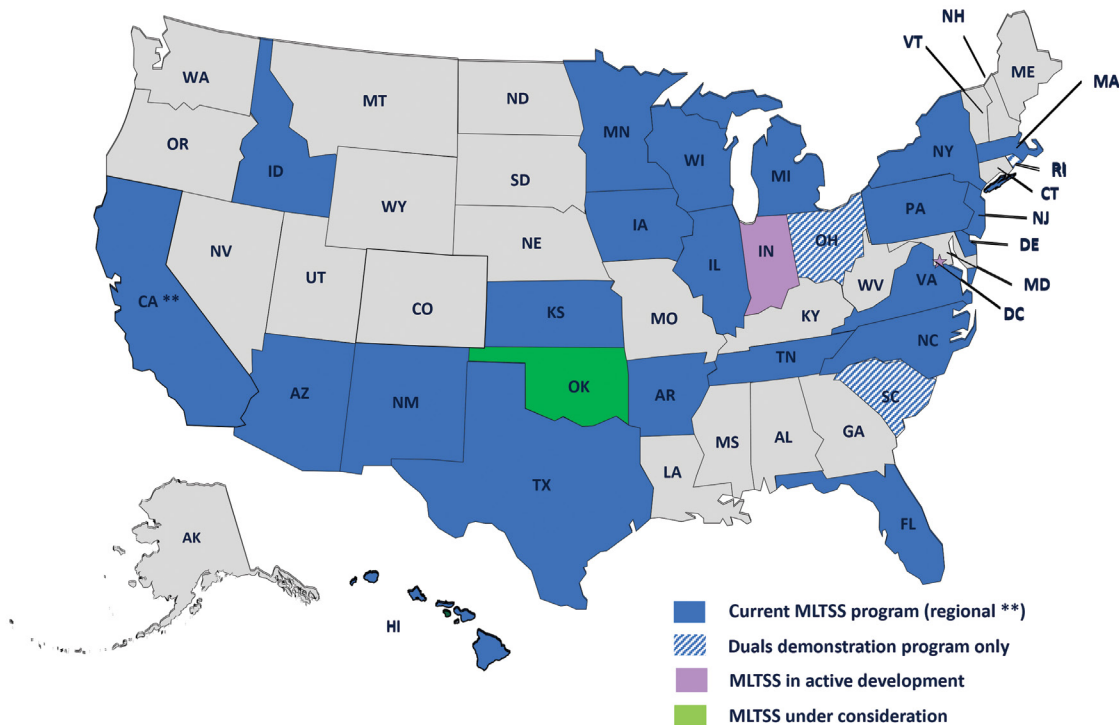 NH
VT
ME
WA
MA
MT
ND
MN
OR
NY
WI
ID
MI
RI
SD
CT
WY
PA
NJ
IA
NE
OH
DE
NV
IN
IL
UT
VA
MD
WV
CA **
CO
DC
KS
MO
KY
NC
TN
OK
AZ
AR
NM
SC
GA
MS
AL
LA
TX
FL
AK
HI
Current MLTSS program (regional **)
Duals demonstration program only
MLTSS in active development
MLTSS under consideration